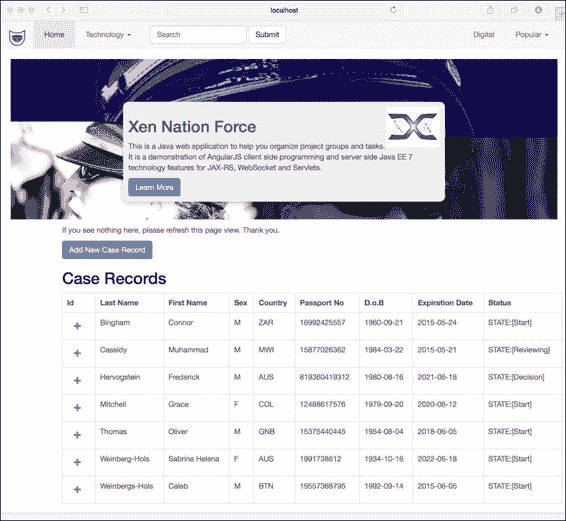 localhost
Home Technology Search Submit Digital Popular
Xen Nation Force
This is a Java web application to help you organize project groups and tasks.
It is a demonstration of AngularJS client side programming and server side Java EE 7
technology features for JAX-RS, WebSocket and Servlets.
Learn More
If you see nothing here, please refresh this page view. Thank you.
Add New Case Record
Case Records
Id Last Name First Name Sex Country Passport No D.o.B Expiration Date Status
+ Bingham Connor M ZAR 16992425557 1960-09-21 2015-05-24 STATE:[Start]
+ Cassidy Muhammad M MWI 15877026362 1984-03-22 2015-05-21 STATE:[Reviewing]
+ Hervogstein Frederick M AUS 819360419312 1980-08-16 2021-06-18 STATE:[Decision]
+ Mitchell Grace F COL 12488617576 1979-09-20 2020-06-12 STATE:[Start]
+ Thomas Oliver M GNB 15375440445 1954-08-04 2018-06-05 STATE:[Start]
+ Weinberg-Hols Sabrina Helena F AUS 1991738612 1934-10-16 2022-06-18 STATE:[Start]
+ Weinbergs-Hols Caleb M BTN 19557368795 1992-09-14 2015-06-05 STATE:[Start]